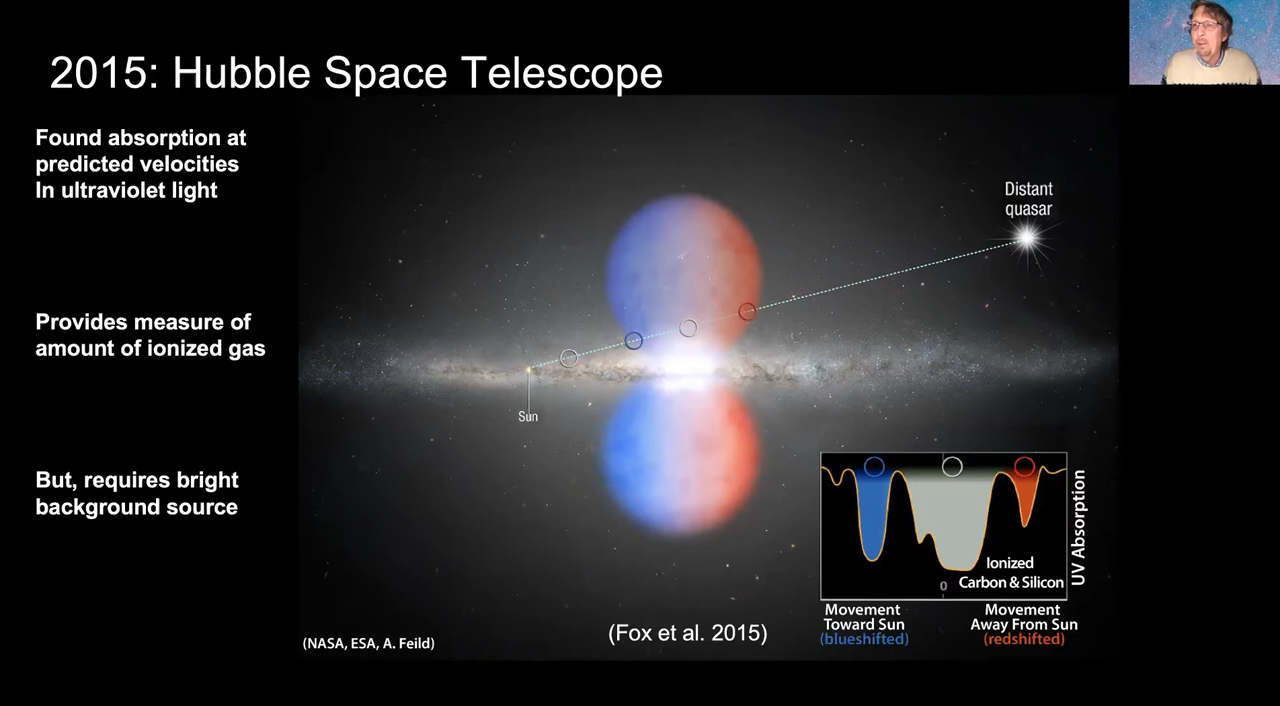 2015: Hubble Space Telescope
Found absorption at
predicted velocities
In ultraviolet light
Provides measure of
amount of ionized gas
But, requires bright
background source
Distant
quasar
Sun
UV Absorption
Ionized
Carbon & Silicon
0
Movement
Toward Sun
(blueshifted)
Movement
Away From Sun
(redshifted)
(Fox et al. 2015)
(NASA, ESA, A. Feild)